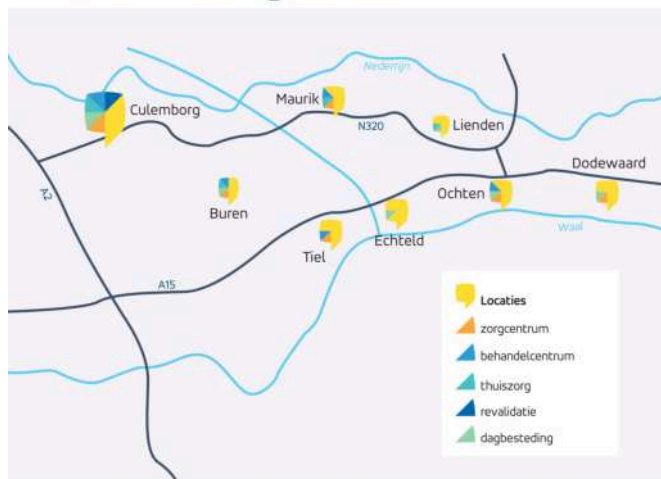 Nederrijn
Maurik
Culemborg
N320
Lienden
Dodewaard
A2
Buren
Ochten
Tiel
Echteld
Waal
A15
Locaties
zorgcentrum
behandelcentrum
thuiszorg
revalidatie
dagbesteding